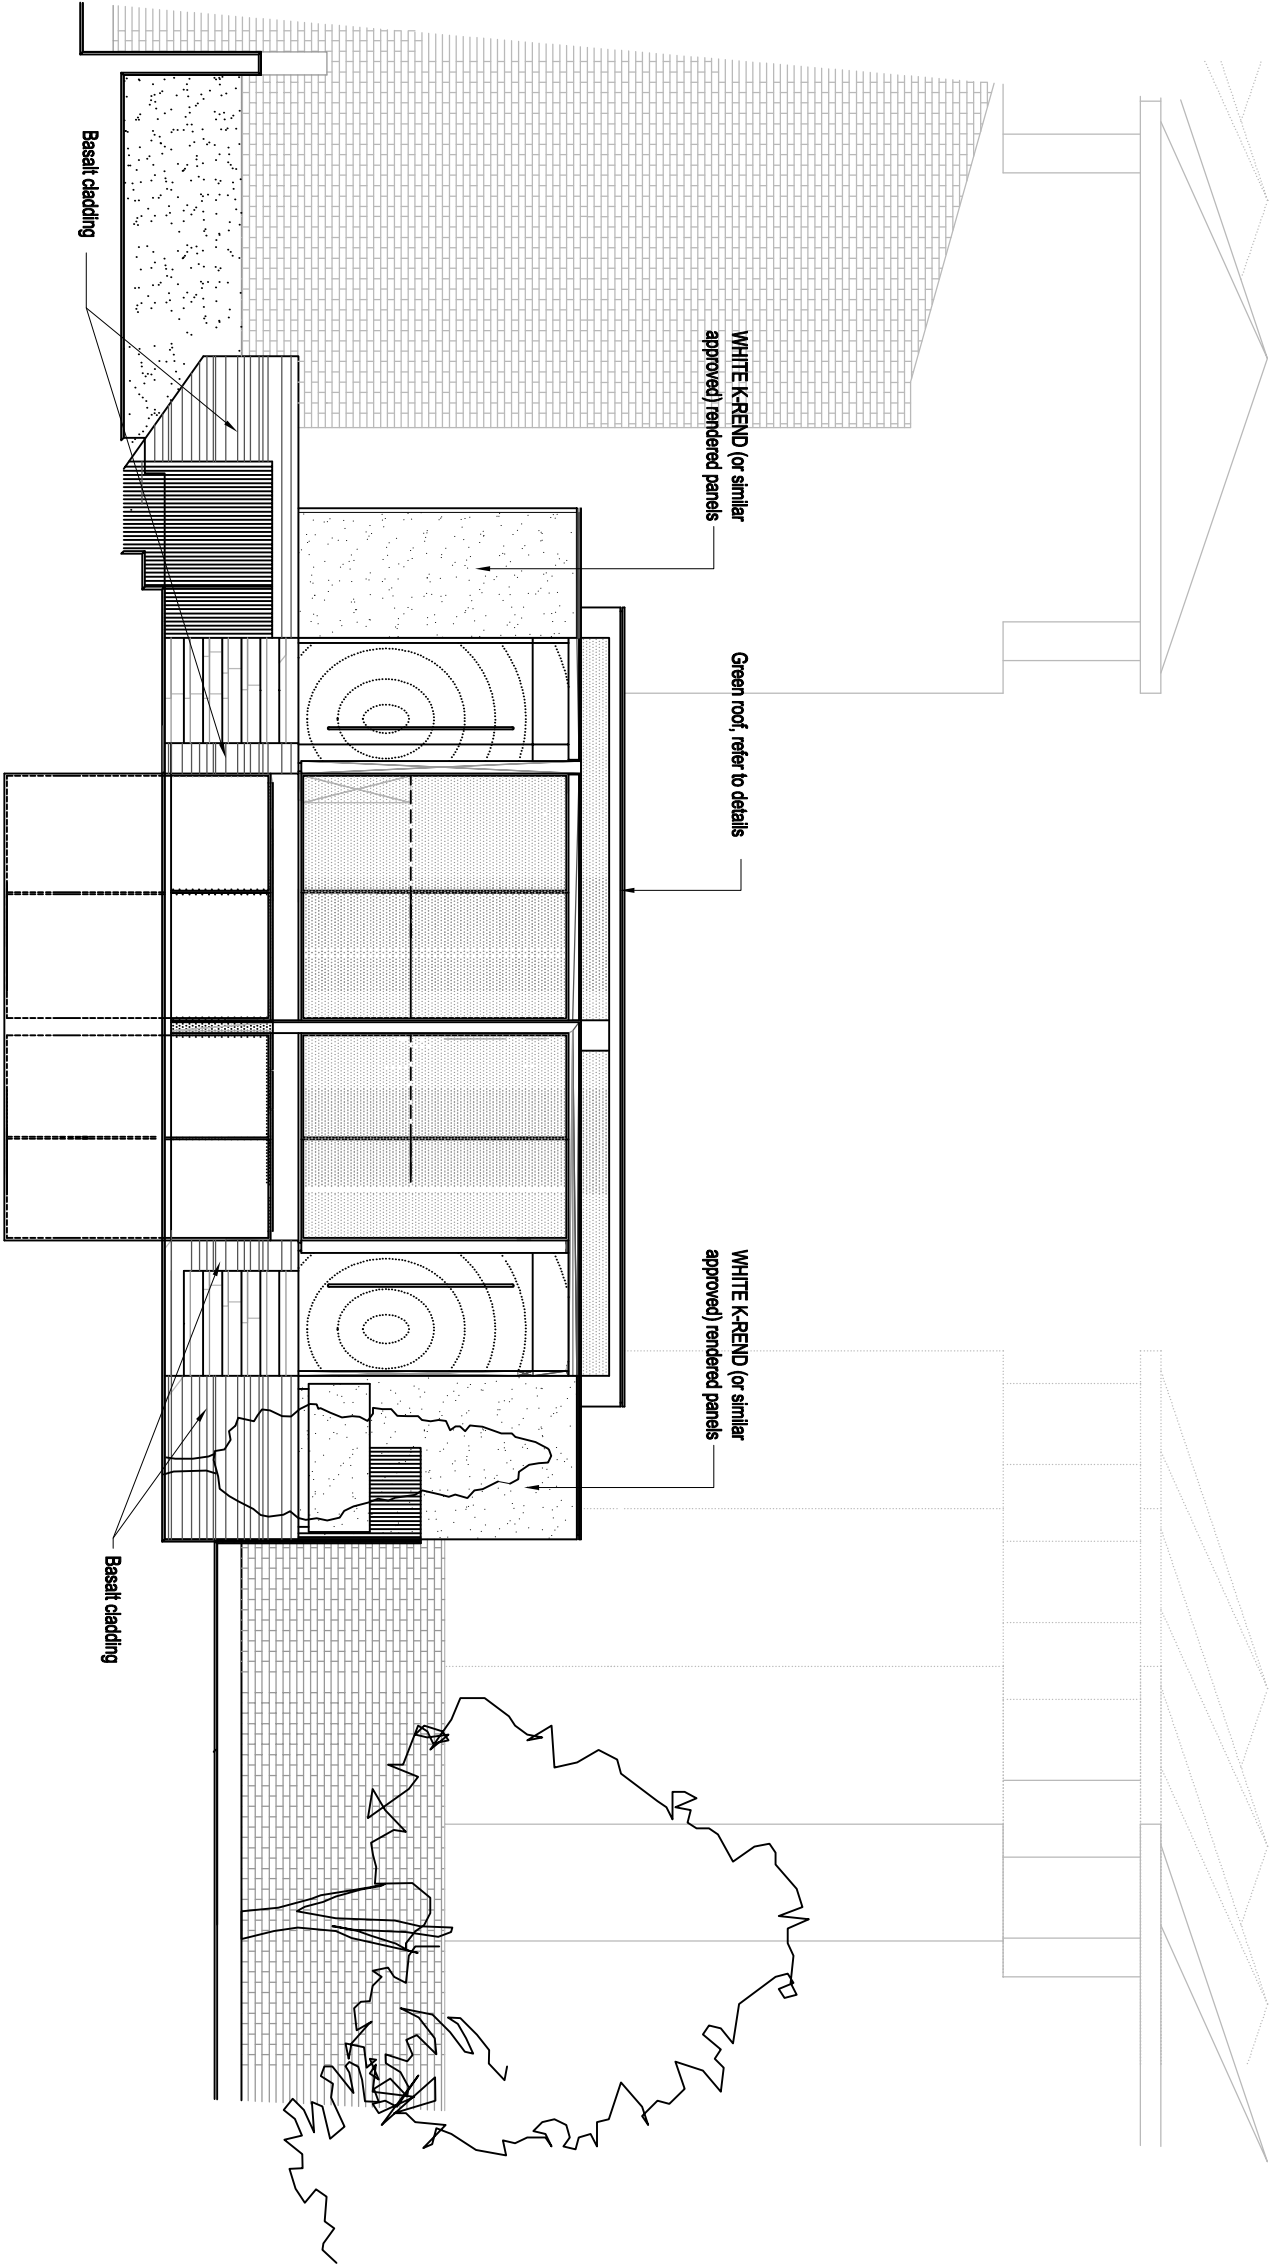 Basalt cladding
WHITE K-REND (or similar
approved) rendered panels
Green roof, refer to details
WHITE K-REND (or similar
approved) rendered panels
Basalt cladding